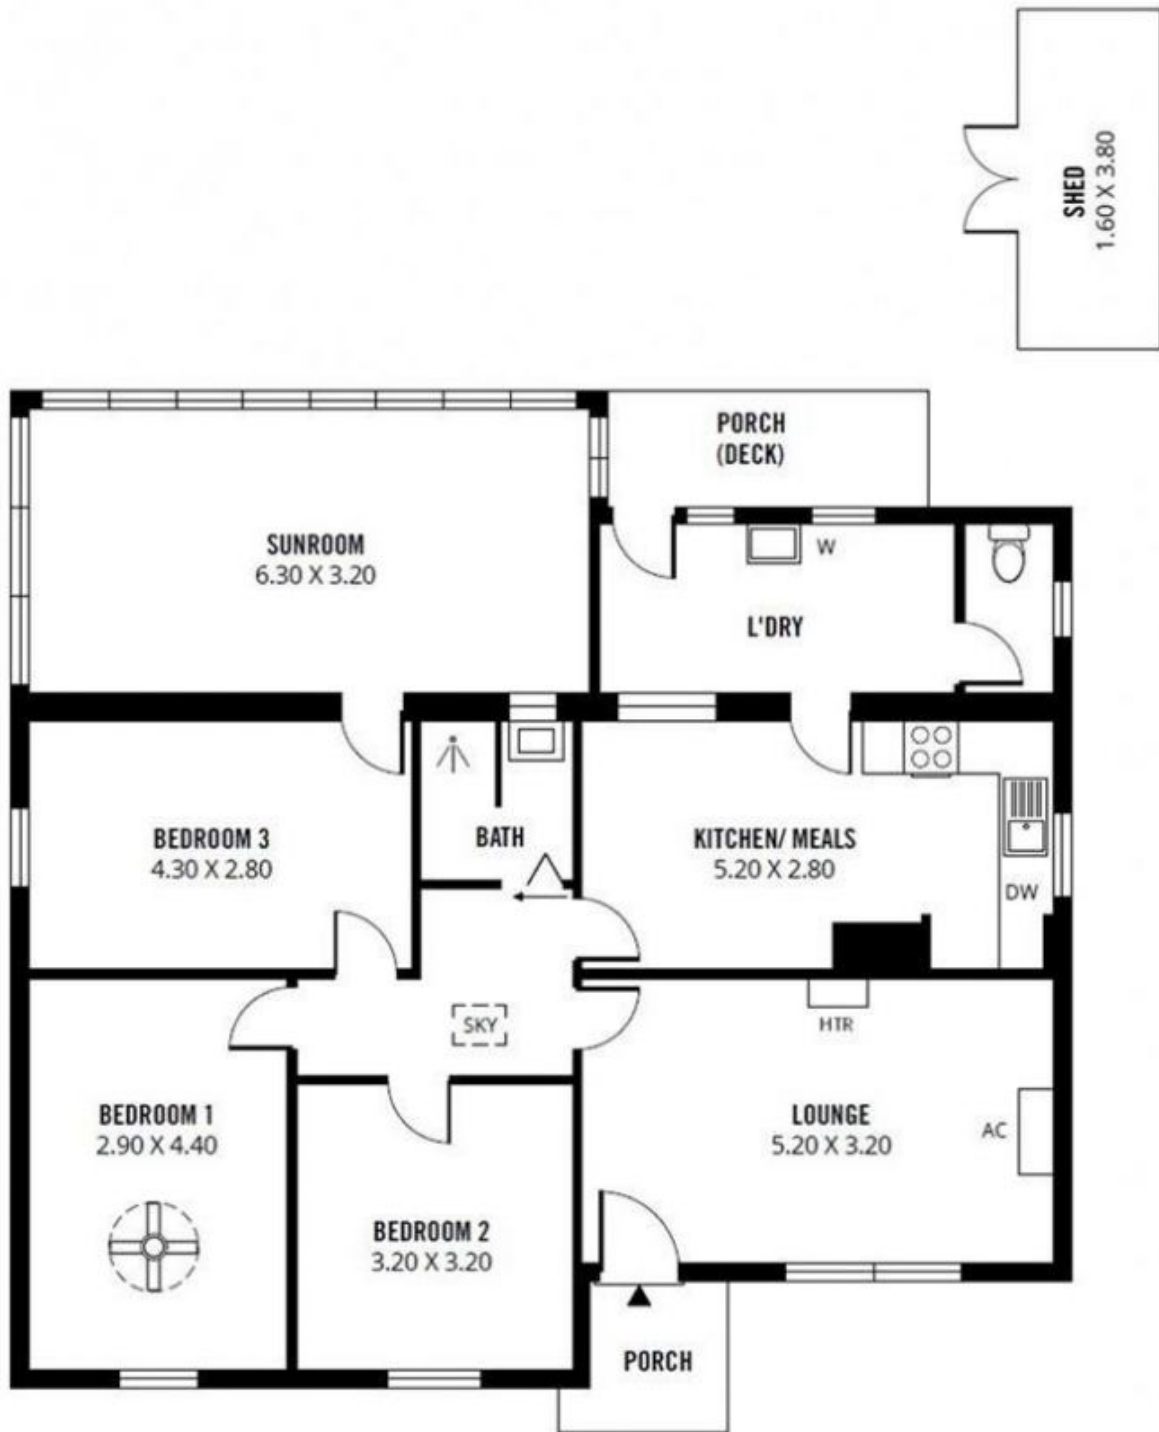 SHED
1.60 X 3.80
PORCH
(DECK)
SUNROOM
6.30 X 3.20
W
L'DRY
BEDROOM 3
4.30 X 2.80
BATH
KITCHEN/ MEALS
5.20 X 2.80
DW
SKY
HTR
BEDROOM 1
2.90 X 4.40
LOUNGE
5.20 X 3.20
AC
BEDROOM 2
3.20 X 3.20
PORCH